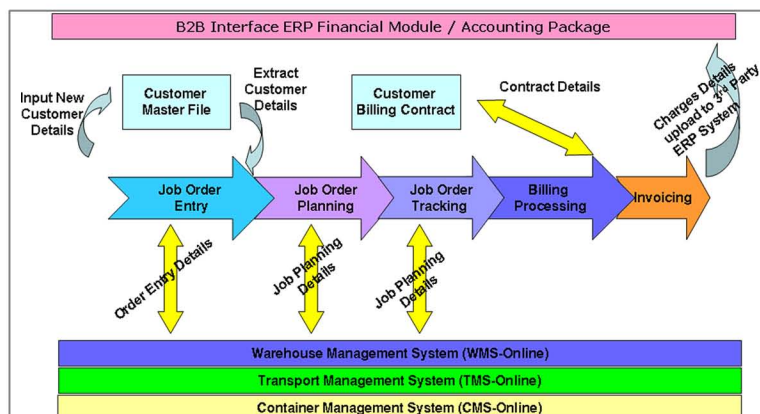 B2B Interface ERP Financial Module / Accounting Package
Input New
Customer
Details
Customer
Master File
Extract
Customer
Details
Customer
Billing Contract
Contract Details
Charges Details
upload to 3rd Party
ERP System
Job Order
Entry
Job Order
Planning
Job Order
Tracking
Billing
Processing
Invoicing
Order Entry Details
Job Planning
Details
Job Planning
Details
Warehouse Management System (WMS-Online)
Transport Management System (TMS-Online)
Container Management System (CMS-Online)